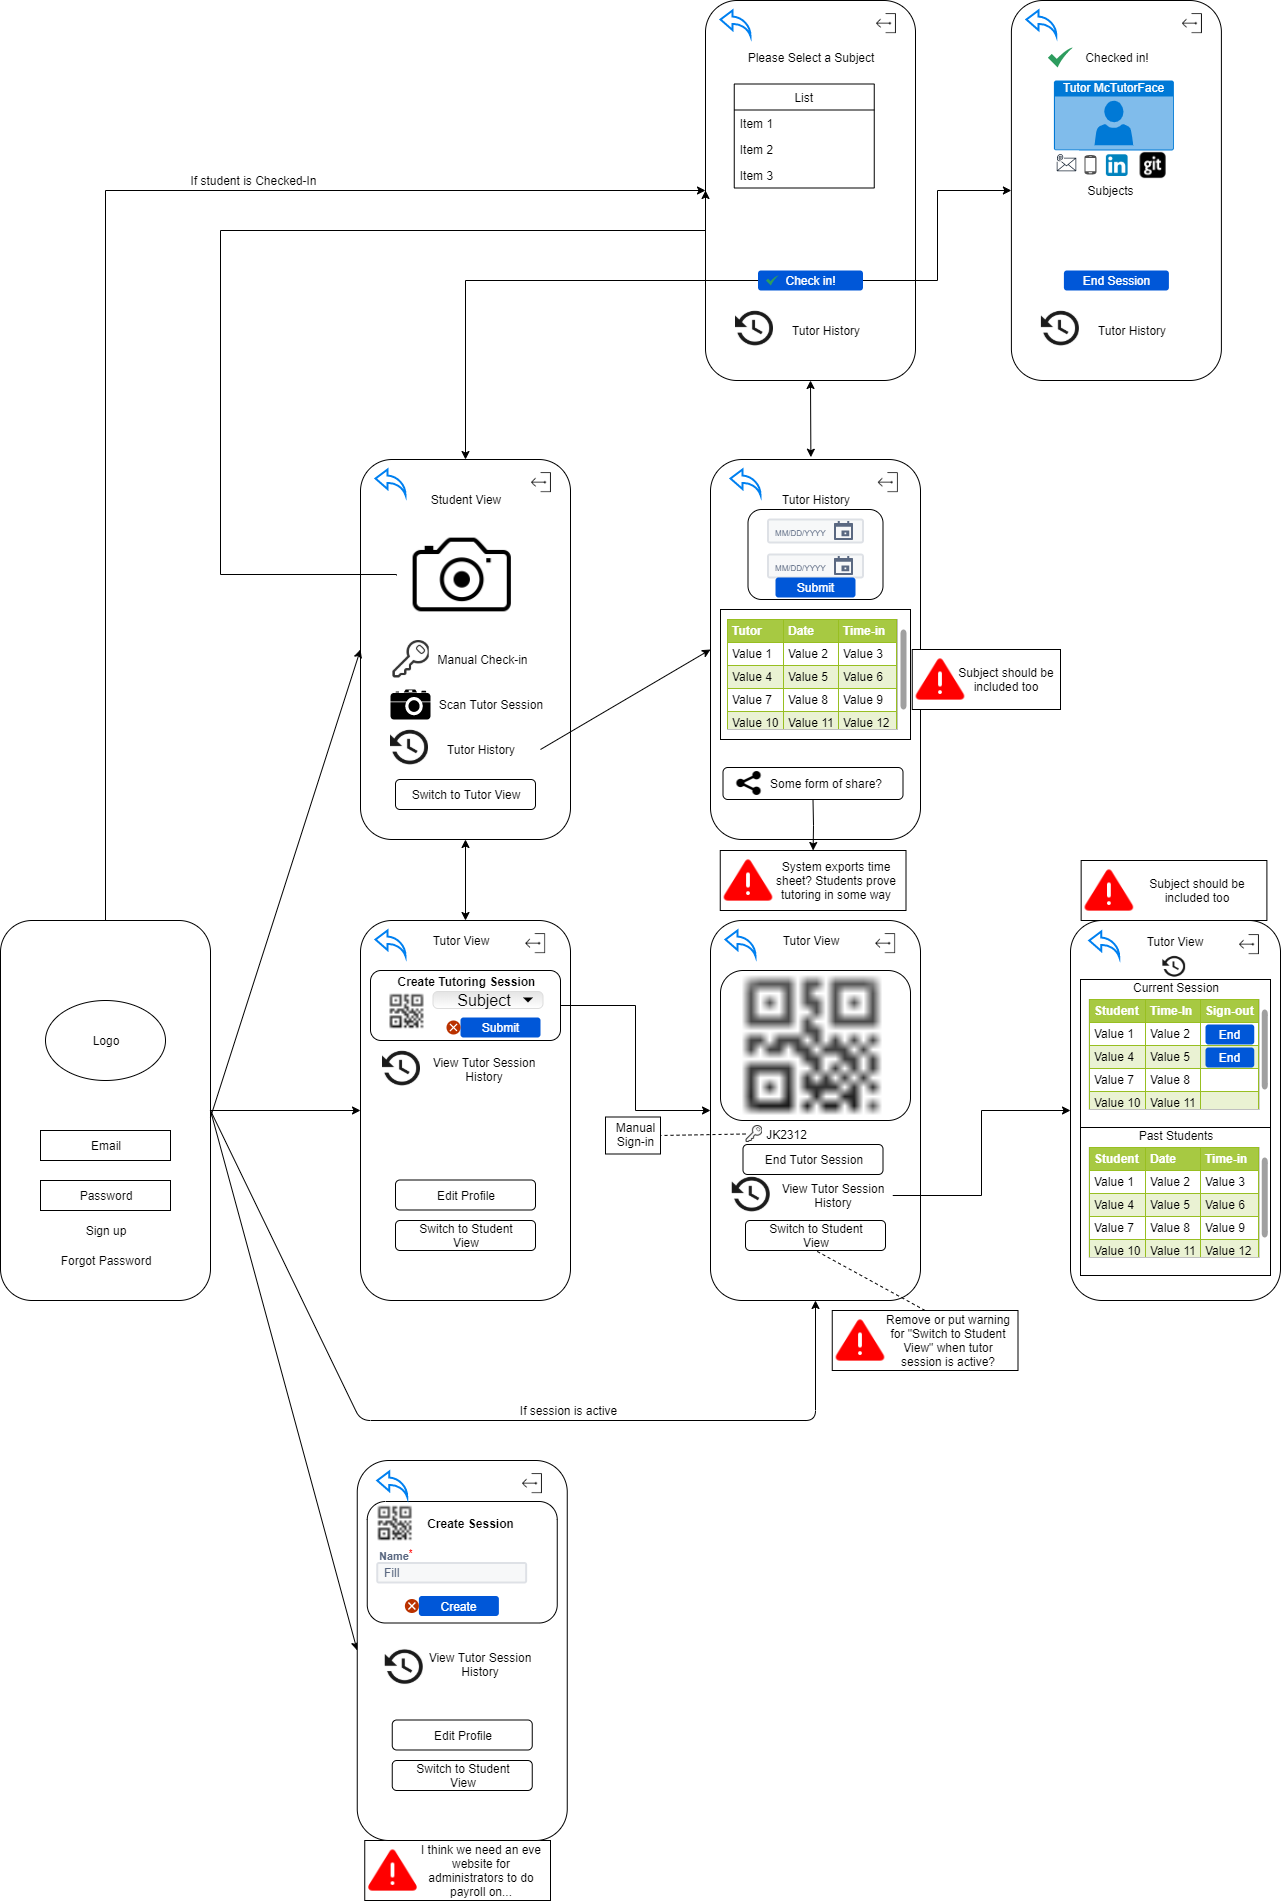 Please Select a Subject
List
Item 1
Item 2
Item 3
Check in!
Tutor History
Checked in!
Tutor McTutorFace
in
git
Subjects
End Session
Tutor History
If student is Checked-In
Student View
Manual Check-in
Scan Tutor Session
Tutor History
Switch to Tutor View
Tutor History
MM/DD/YYYY
MM/DD/YYYY
Submit
Tutor Date Time-in
Value 1 Value 2 Value 3
Value 4 Value 5 Value 6
Value 7 Value 8 Value 9
Value 10 Value 11 Value 12
Some form of share?
Subject should be
included too
System exports time
sheet? Students prove
tutoring in some way
Subject should be
included too
Logo
Email
Password
Sign up
Forgot Password
Tutor View
Create Tutoring Session
Subject
Submit
View Tutor Session
History
Edit Profile
Switch to Student
View
Manual
Sign-in
Tutor View
JK2312
End Tutor Session
View Tutor Session
History
Switch to Student
View
Tutor View
Current Session
Student Time-In Sign-out
Value 1 Value 2 End
Value 4 Value 5 End
Value 7 Value 8
Value 10 Value 11
Past Students
Student Date Time-in
Value 1 Value 2 Value 3
Value 4 Value 5 Value 6
Value 7 Value 8 Value 9
Value 10 Value 11 Value 12
Remove or put warning
for "Switch to Student
View" when tutor
session is active?
If session is active
Create Session
Name*
Fill
Create
View Tutor Session
History
Edit Profile
Switch to Student
View
I think we need an eve
website for
administrators to do
payroll on...